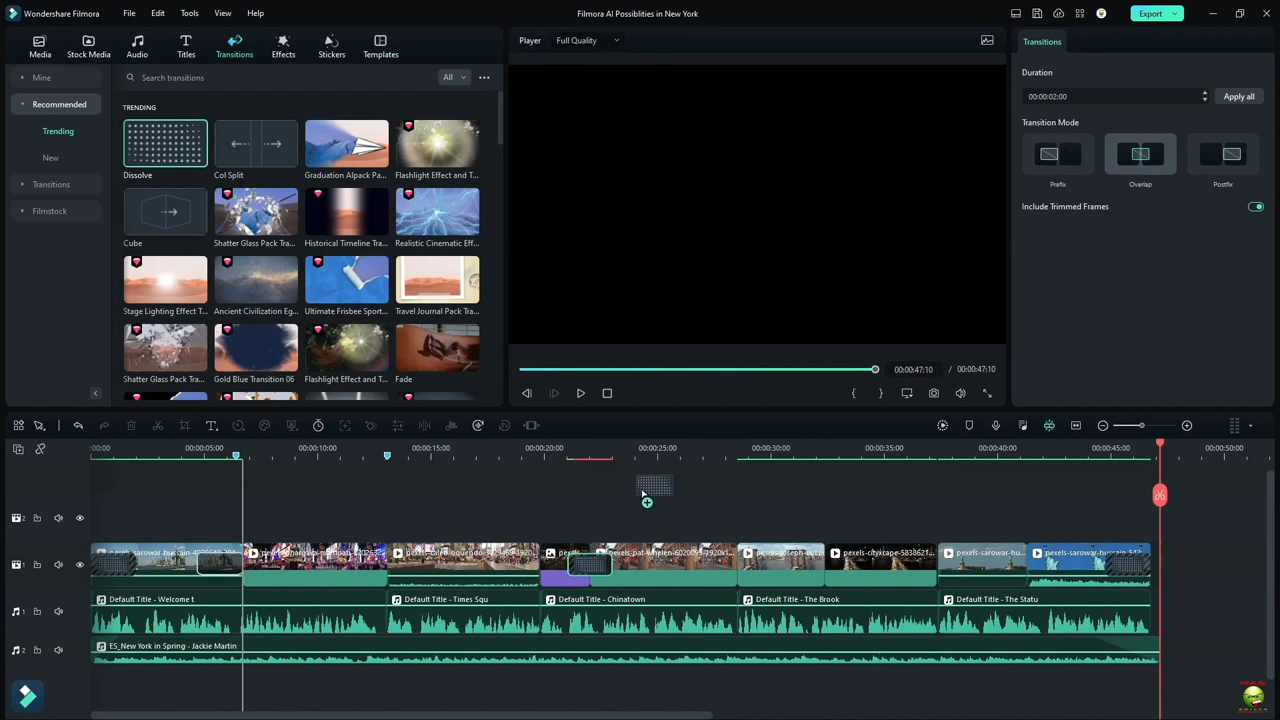 Wondershare Filmora File Edit Tools View Help Filmora AI Possiblities in New York Export
Media Stock Media Audio Titles Transitions Effects Stickers Templates
Player Full Quality
Transitions
Mine
Search transitions All
Recommended
Trending
New
Transitions
Filmstock
TRENDING
Dissolve Col Split Graduation Alpack Pa... Flashlight Effect and T...
Cube Shatter Glass Pack Tra... Historical Timeline Tra... Realistic Cinematic Eff...
Stage Lighting Effect T... Ancient Civilization Eg... Ultimate Frisbee Sport... Travel Journal Pack Tra...
Shatter Glass Pack Tra... Gold Blue Transition 06 Flashlight Effect and T... Fade
Duration
00:00:02:00 Apply all
Transition Mode
Prefix Overlap Postfix
Include Trimmed Frames
00:00:47:10 / 00:00:47:10
:00:00 00:00:05:00 00:00:10:00 00:00:15:00 00:00:20:00 00:00:25:00 00:00:30:00 00:00:35:00 00:00:40:00 00:00:45:00 00:00:50:00
2
1
Default Title - Welcome t Default Title - Times Squ Default Title - Chinatown Default Title - The Brook Default Title - The Statu
1
ES_New York in Spring - Jackie Martin
2